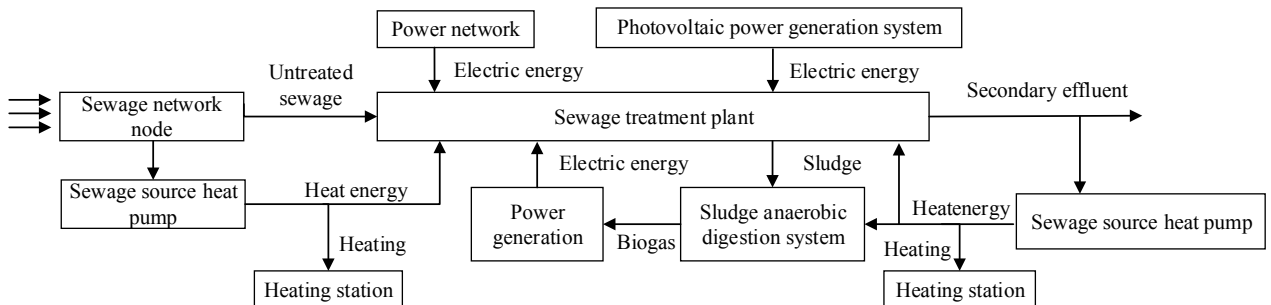 Power network
Photovoltaic power generation system
Electric energy
Electric energy
Untreated
sewage
Secondary effluent
Sewage network
node
Sewage treatment plant
Electric energy
Sludge
Sewage source heat
pump
Heat energy
Power
generation
Biogas
Sludge anaerobic
digestion system
Heatenergy
Sewage source heat pump
Heating
Heating
Heating station
Heating station